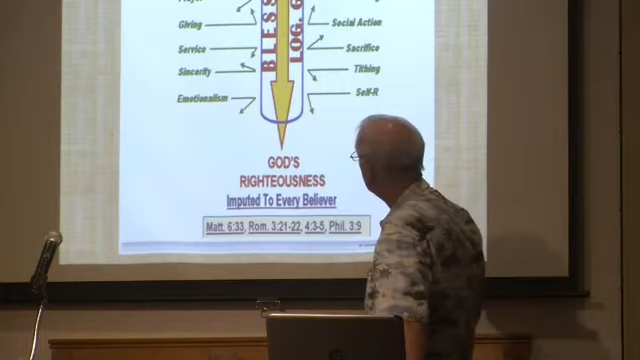 Giving
Service
Sincerity
Emotionalism
BLESS
LOG.
Social Action
Sacrifice
Tithing
Self-R
GOD'S
RIGHTEOUSNESS
Imputed To Every Believer
Matt. 6:33, Rom. 3:21-22, 4:3-5, Phil. 3:9